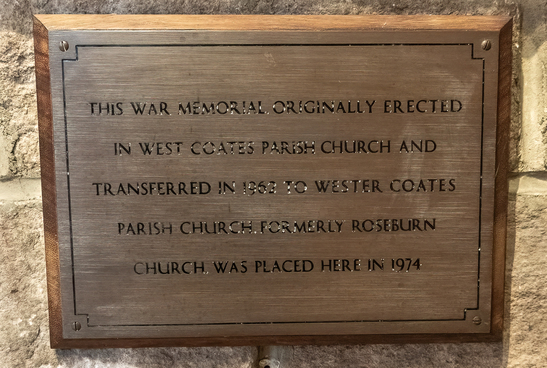 THIS WAR MEMORIAL, ORIGINALLY ERECTED
IN WEST COATES PARISH CHURCH AND
TRANSFERRED IN 1962 TO WESTER COATES
PARISH CHURCH, FORMERLY ROSEBURN
CHURCH, WAS PLACED HERE IN 1974